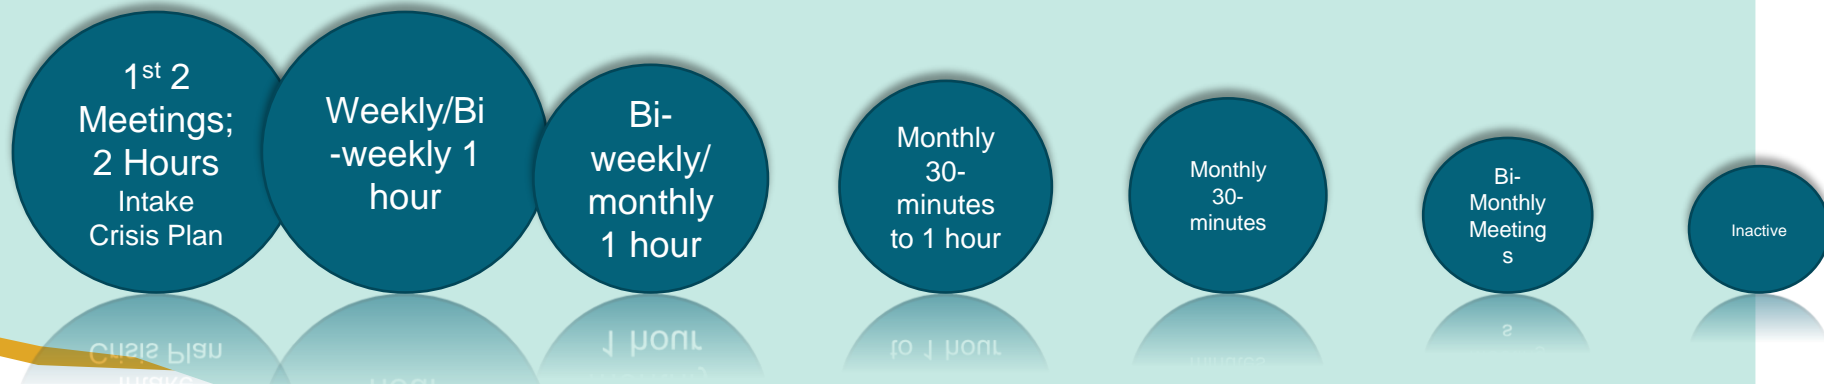 1st 2
Meetings;
2 Hours
Intake
Crisis Plan
Weekly/Bi
-weekly 1
hour
Bi-
weekly/
monthly
1 hour
Monthly
30-
minutes
to 1 hour
Monthly
30-
minutes
Bi-
Monthly
Meeting
s
Inactive